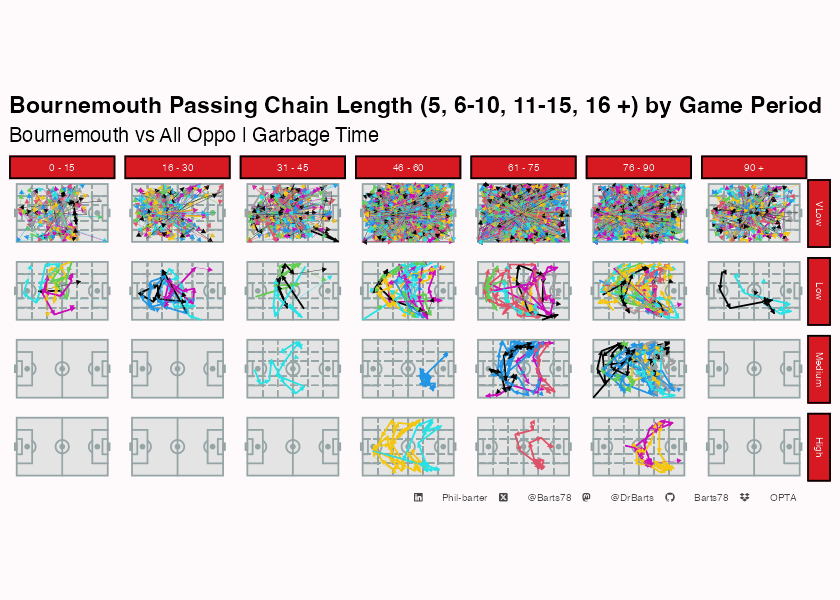 Bournemouth Passing Chain Length (5, 6-10, 11-15, 16 +) by Game Period
Bournemouth vs All Oppo | Garbage Time
0 - 15 16 - 30 31 - 45 46 - 60 61 - 75 76 - 90 90 +
V.Low
Low
Medium
High
Phil-barter @Barts78 @DrBarts Barts78 OPTA